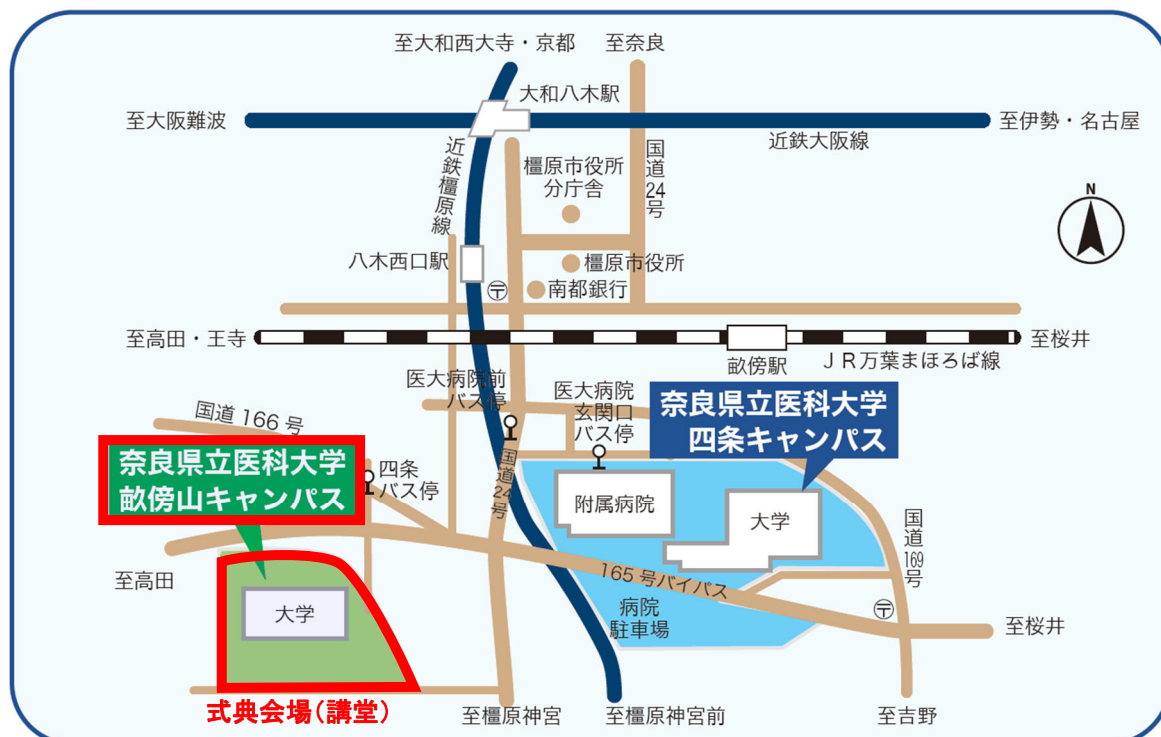 至大和西大寺・京都
至奈良
大和八木駅
至大阪難波
至伊勢・名古屋
近鉄大阪線
近鉄橿原線
橿原市役所
分庁舎
国道24号
N
八木西口駅
橿原市役所
〒
南都銀行
至高田・王寺
至桜井
畝傍駅
JR万葉まほろば線
医大病院前
バス停
医大病院
玄関口
バス停
奈良県立医科大学
四条キャンパス
国道166号
奈良県立医科大学
畝傍山キャンパス
四条
バス停
国道24号
附属病院
大学
国道169号
至高田
165号バイパス
大学
病院
駐車場
〒
至桜井
式典会場(講堂)
至橿原神宮
至橿原神宮前
至吉野